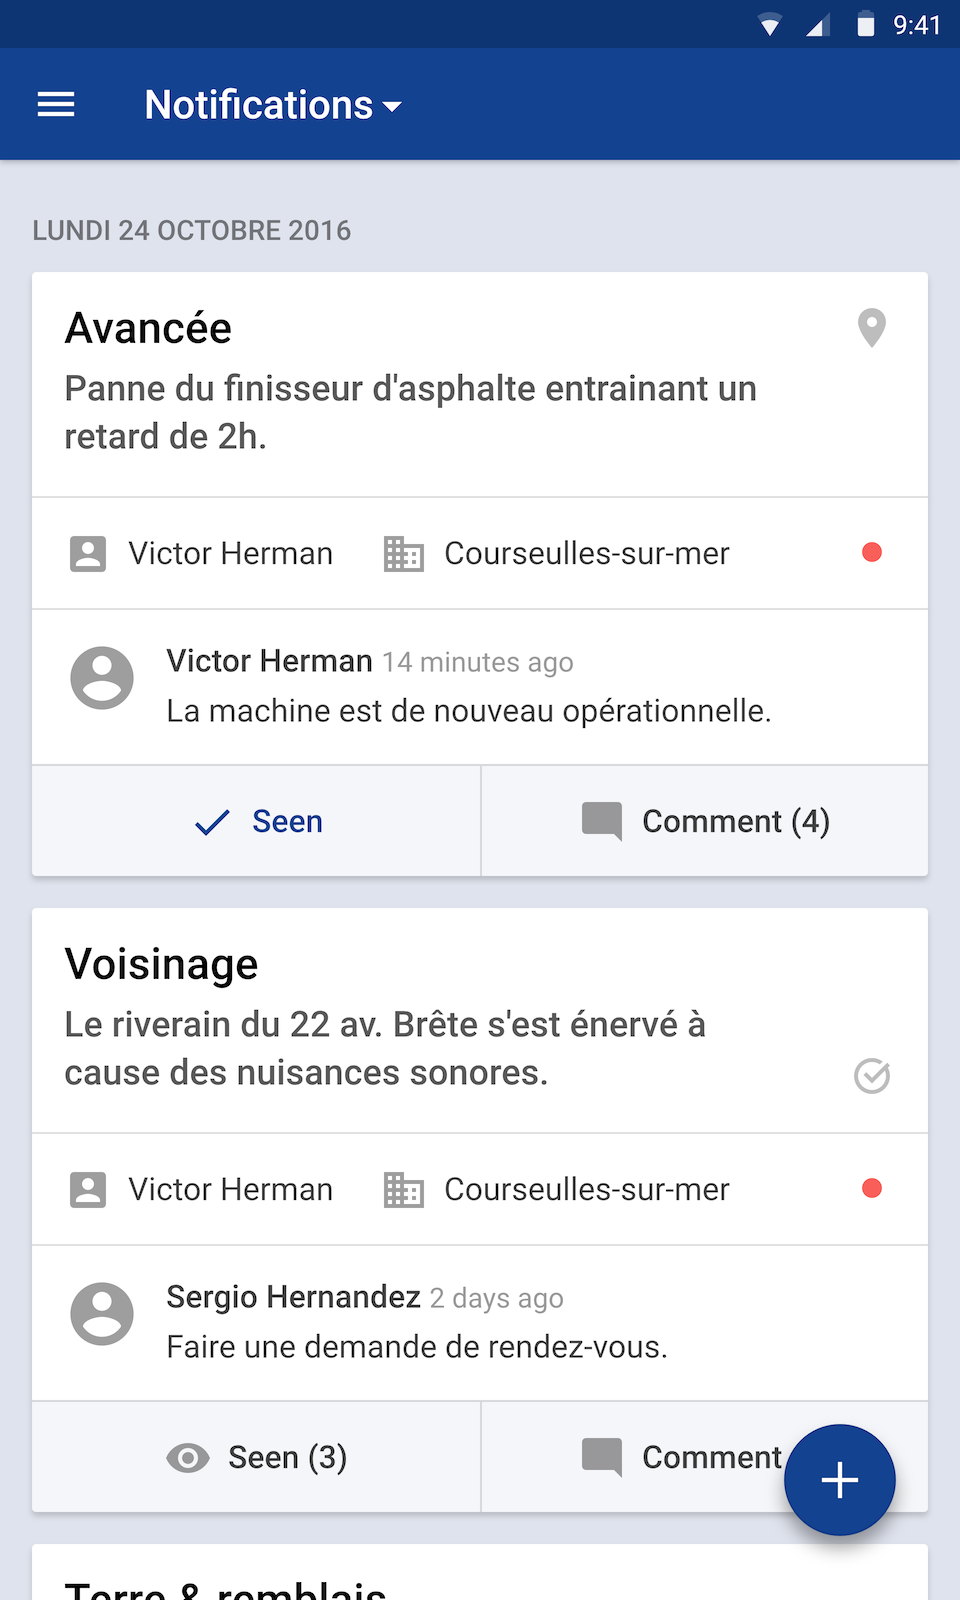 9:41
Notifications
LUNDI 24 OCTOBRE 2016
Avancée
Panne du finisseur d'asphalte entrainant un
retard de 2h.
Victor Herman Courseulles-sur-mer
Victor Herman 14 minutes ago
La machine est de nouveau opérationnelle.
Seen Comment (4)
Voisinage
Le riverain du 22 av. Brête s'est énervé à
cause des nuisances sonores.
Victor Herman Courseulles-sur-mer
Sergio Hernandez 2 days ago
Faire une demande de rendez-vous.
Seen (3) Comment
Terre & remblais